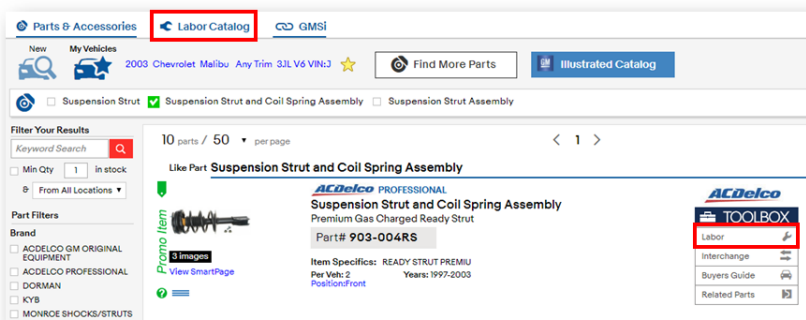 Parts & Accessories Labor Catalog GMSi
New My Vehicles
2003 Chevrolet Malibu Any Trim 3.1L V6 VIN:J Find More Parts GM Illustrated Catalog
Suspension Strut Suspension Strut and Coil Spring Assembly Suspension Strut Assembly
Filter Your Results
Keyword Search
Min Qty 1 in stock
& From All Locations ▼
Part Filters
Brand
ACDELCO GM ORIGINAL
EQUIPMENT
ACDELCO PROFESSIONAL
DORMAN
KYB
MONROE SHOCKS/STRUTS
10 parts / 50 ▼ per page < 1 >
Like Part Suspension Strut and Coil Spring Assembly
Promo Item
3 images
View SmartPage
ACDelco PROFESSIONAL
Suspension Strut and Coil Spring Assembly
Premium Gas Charged Ready Strut
Part# 903-004RS
Item Specifics: READY STRUT PREMIU
Per Veh: 2 Years: 1997-2003
Position:Front
ACDelco
TOOLBOX
Labor
Interchange
Buyers Guide
Related Parts